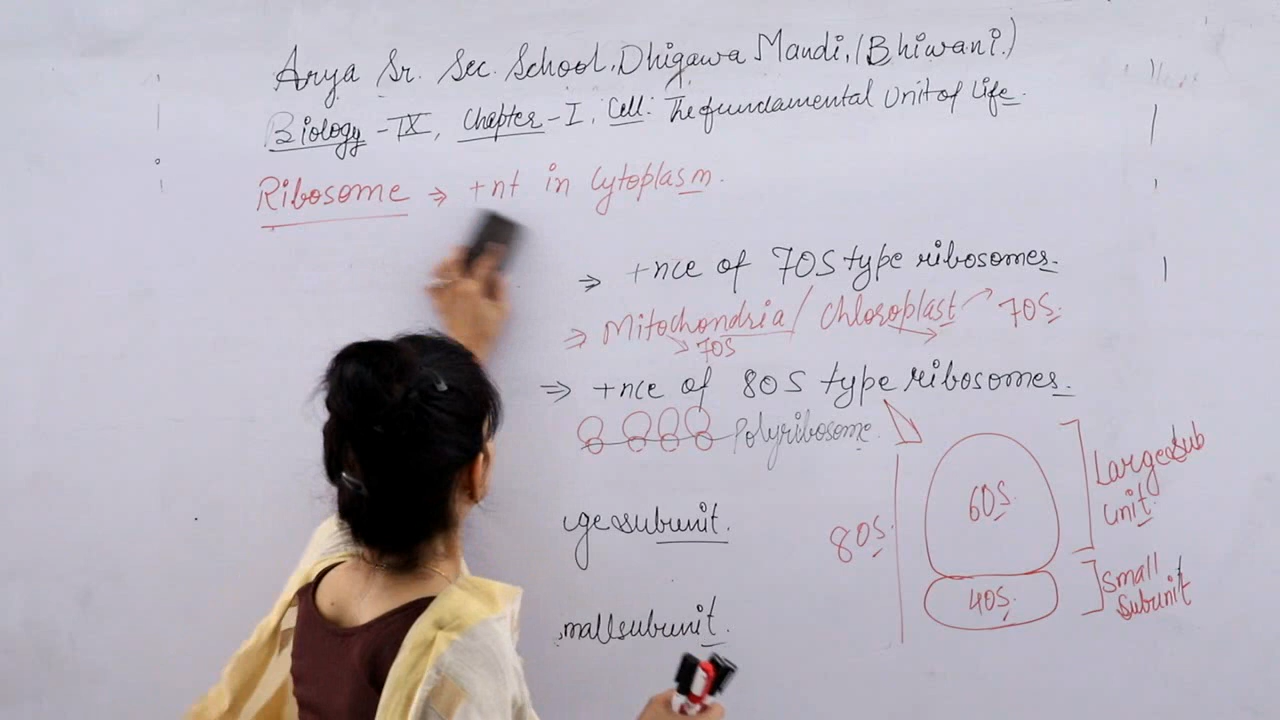 Arya Sr. Sec. School, Dhigawa Mandi, (Bhiwani.)
Biology - IX, Chapter - I, Cell: The fundamental Unit of Life.
Ribosome ⇒ +nt in Cytoplasm.
⇒ +nce of 70S type ribosomes.
⇒ Mitochondria / Chloroplast → 70S.
↘ 70S
⇒ +nce of 80S type ribosomes.
Polyribosome.
ge subunit.
mall subunit.
80S.
60S.
40S.
Large sub
unit.
Small
Subunit